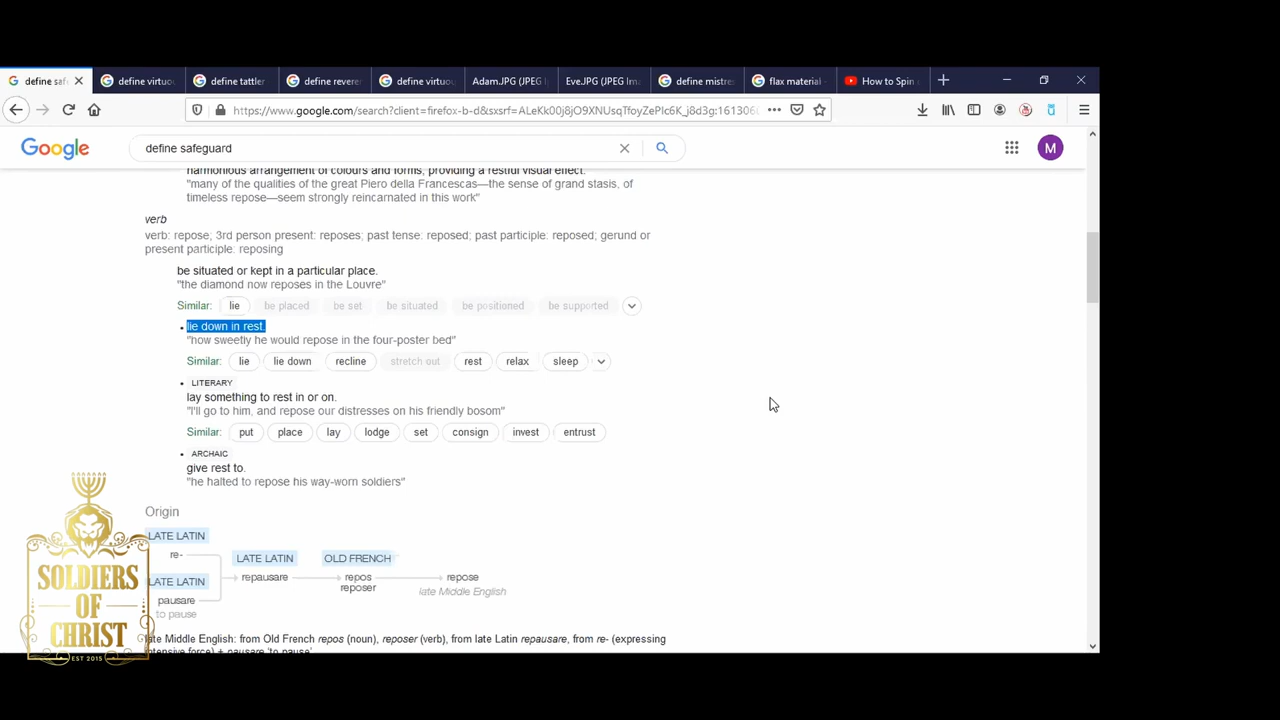 define saf
define virtuou
define tattler
define revere
define virtuou
Adam.JPG (JPEG I
Eve.JPG (JPEG Ima
define mistres
flax material -
How to Spin
https://www.google.com/search?client=firefox-b-d&sxsrf=ALeKk00j8jO9XNUsqTfoyZePIc6K_j8d3g:161306
Google
define safeguard
M
harmonious arrangement of colours and forms, providing a restful visual effect.
"many of the qualities of the great Piero della Francescas—the sense of grand stasis, of
timeless repose—seem strongly reincarnated in this work"
verb
verb: repose; 3rd person present: reposes; past tense: reposed; past participle: reposed; gerund or
present participle: reposing
be situated or kept in a particular place.
"the diamond now reposes in the Louvre"
Similar: lie be placed be set be situated be positioned be supported
• lie down in rest.
"how sweetly he would repose in the four-poster bed"
Similar: lie lie down recline stretch out rest relax sleep
• LITERARY
lay something to rest in or on.
"I'll go to him, and repose our distresses on his friendly bosom"
Similar: put place lay lodge set consign invest entrust
• ARCHAIC
give rest to.
"he halted to repose his way-worn soldiers"
Origin
LATE LATIN
re-
LATE LATIN
pausare
to pause
LATE LATIN
repausare
OLD FRENCH
repos
reposer
repose
late Middle English
late Middle English: from Old French repos (noun), reposer (verb), from late Latin repausare, from re- (expressing
intensive force) + pausare 'to pause'.
SOLDIERS
OF
CHRIST
EST 2015